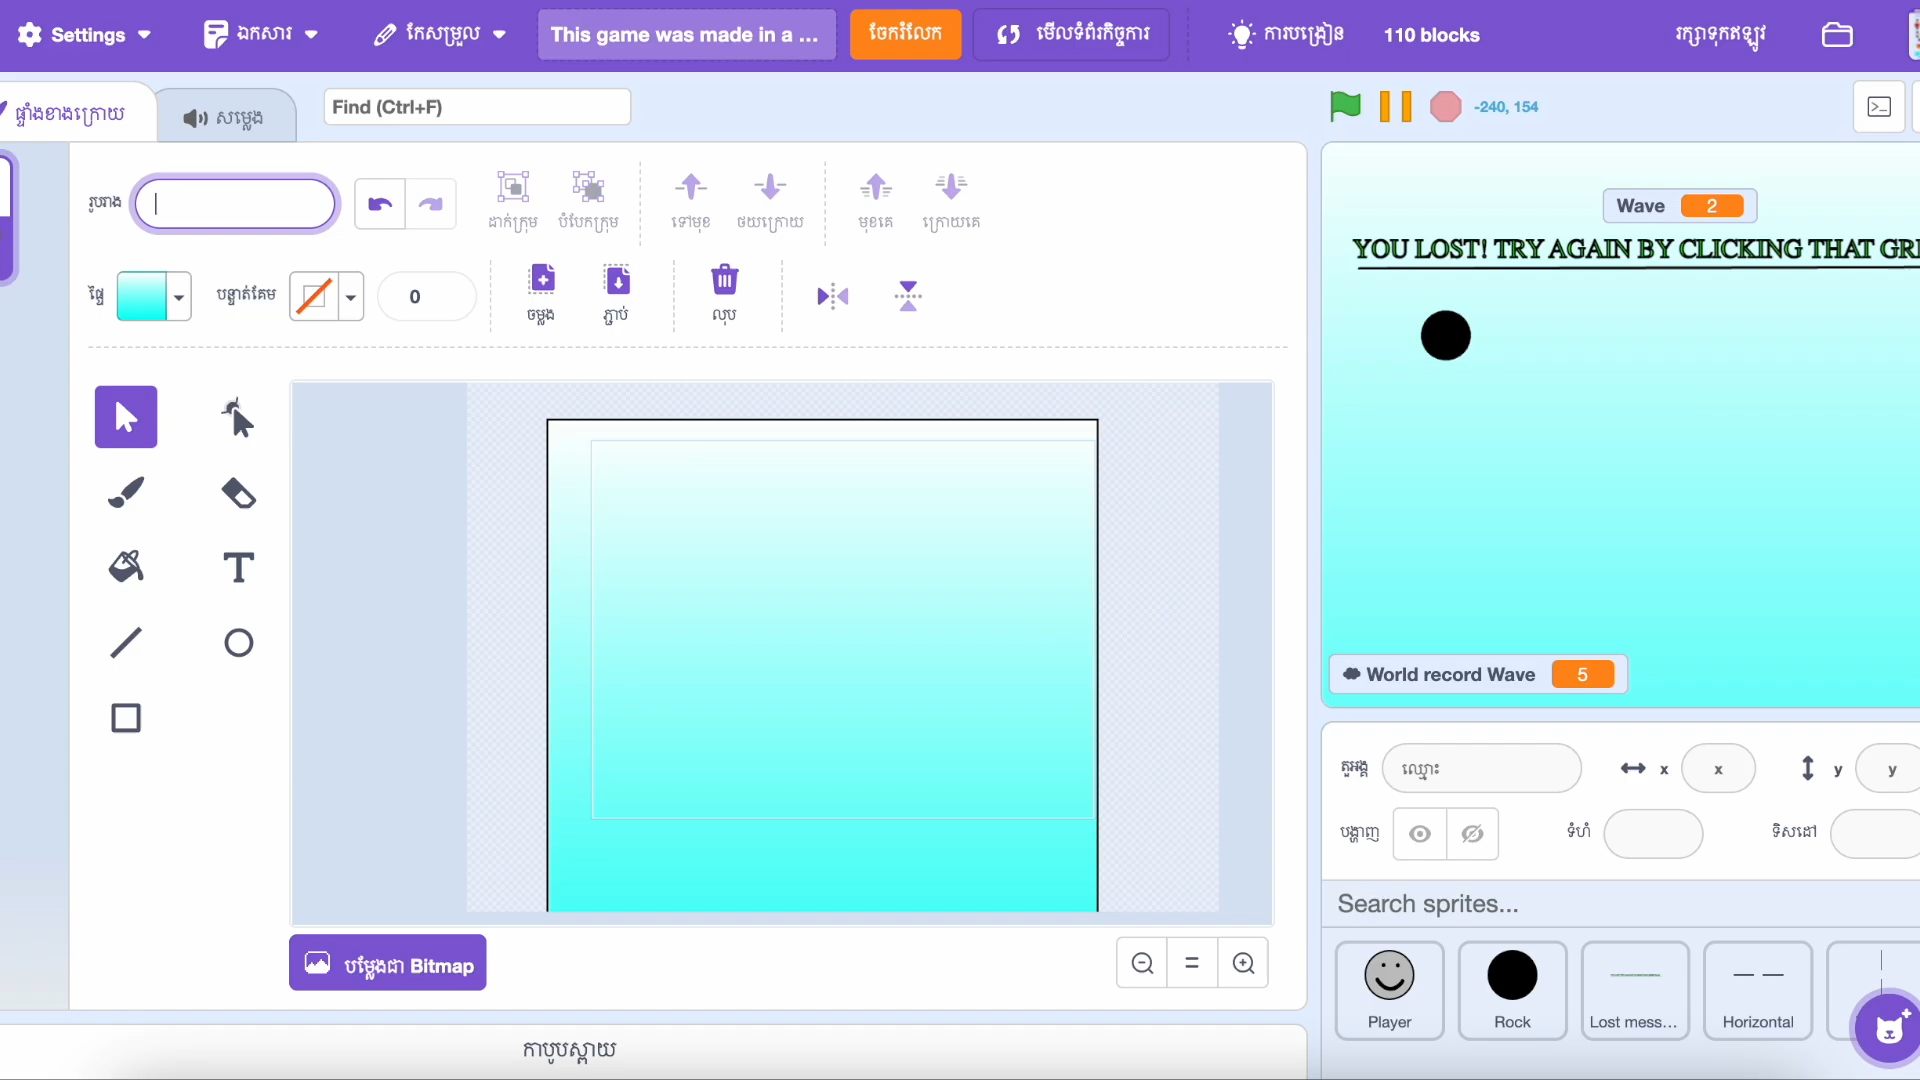 Settings ឯកសារ កែសម្រួល This game was made in a ... ចែករំលែក មើលទំព័រកិច្ចការ ការបង្រៀន 110 blocks រក្សាទុកឥឡូវ
ផ្ទាំងខាងក្រោយ សម្លេង Find (Ctrl+F) -240, 154
រូបរាង ដាក់ក្រុម បំបែកក្រុម ទៅមុខ ថយក្រោយ មុខគេ ក្រោយគេ
Wave 2
YOU LOST! TRY AGAIN BY CLICKING THAT GR
ផ្ទៃ បន្ទាត់គែម 0 ចម្លង ភ្ជាប់ លុប
World record Wave 5
តួអង្គ ឈ្មោះ x x y y
បង្ហាញ ទំហំ ទិសដៅ
Search sprites...
បម្លែងជា Bitmap =
Player Rock Lost mess... Horizontal
កាបូបស្ពាយ